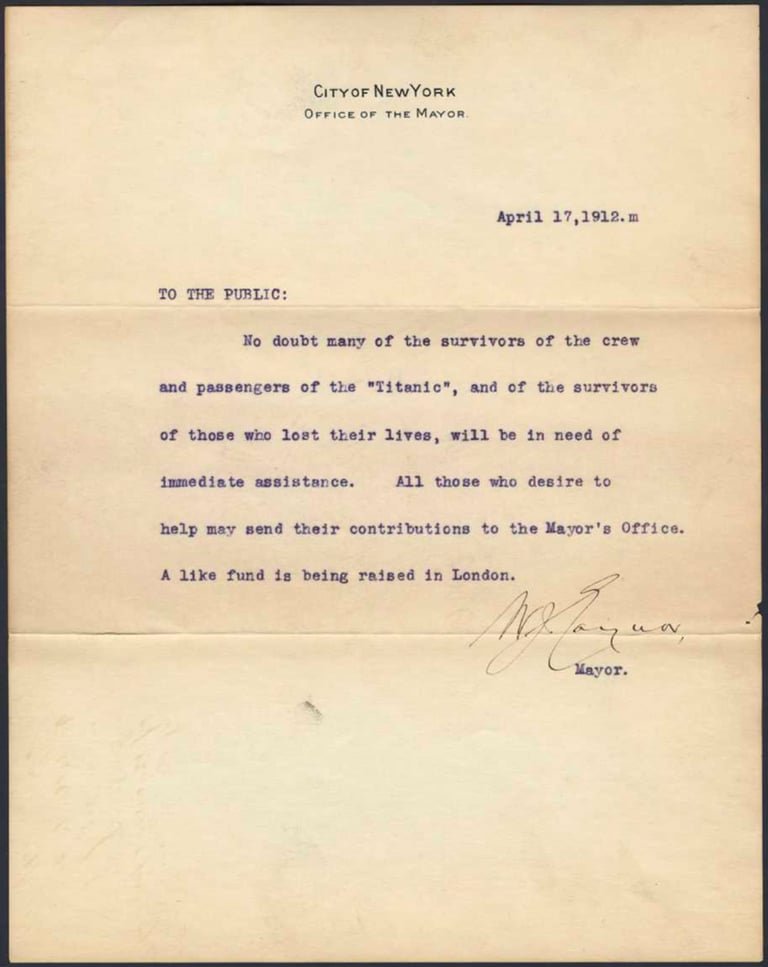 CITY OF NEW YORK
OFFICE OF THE MAYOR.
April 17,1912.m
TO THE PUBLIC:
No doubt many of the survivors of the crew
and passengers of the "Titanic", and of the survivors
of those who lost their lives, will be in need of
immediate assistance. All those who desire to
help may send their contributions to the Mayor's Office.
A like fund is being raised in London.
W J Gaynor,
Mayor.